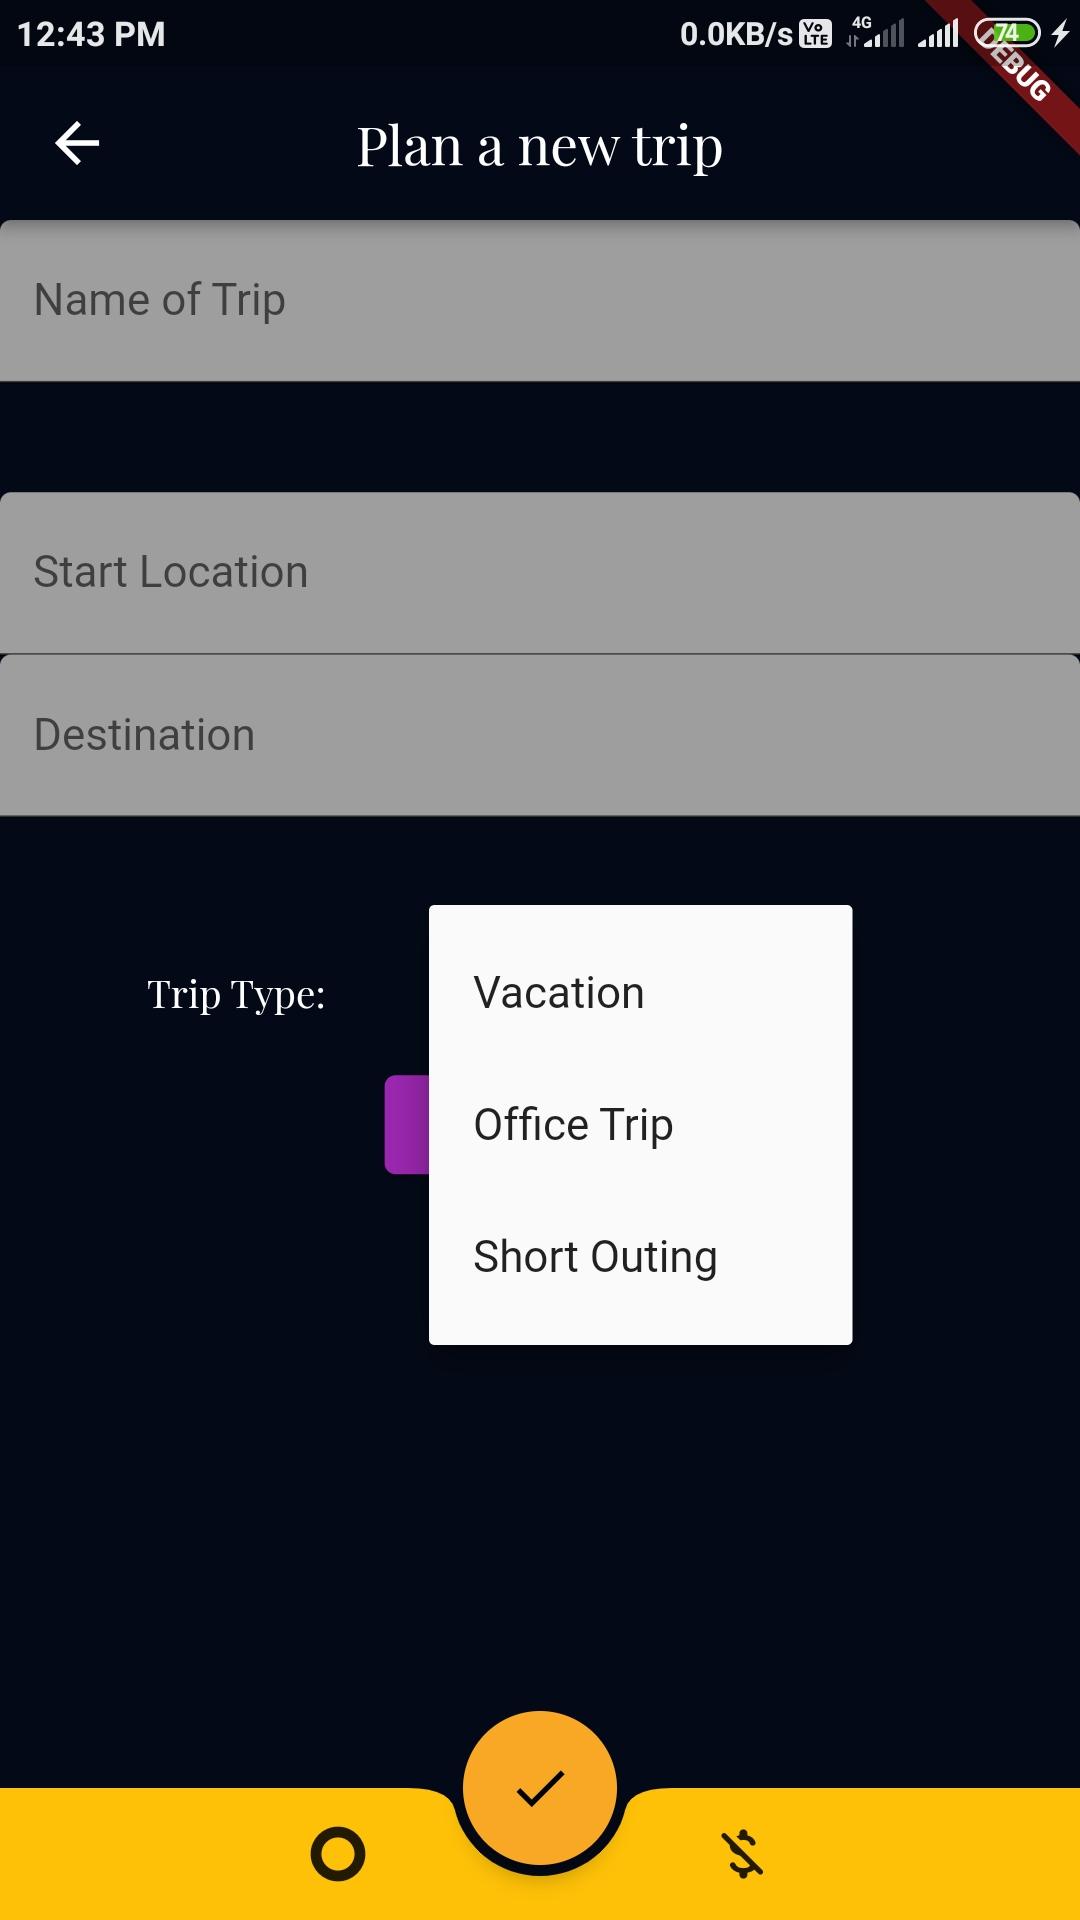 12:43 PM 0.0KB/s Vo LTE 4G 74
DEBUG
Plan a new trip
Name of Trip
Start Location
Destination
Trip Type:
Vacation
Office Trip
Short Outing